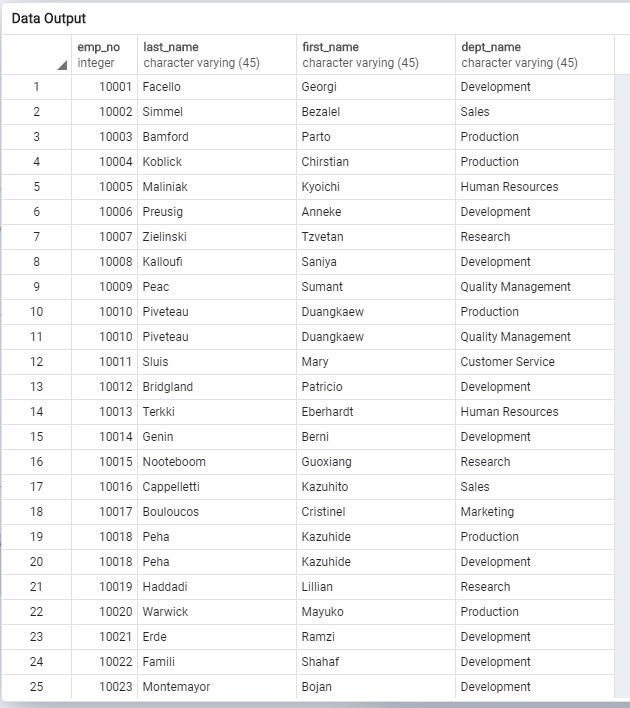 Data Output
emp_no last_name first_name dept_name
integer character varying (45) character varying (45) character varying (45)
1 10001 Facello Georgi Development
2 10002 Simmel Bezalel Sales
3 10003 Bamford Parto Production
4 10004 Koblick Chirstian Production
5 10005 Maliniak Kyoichi Human Resources
6 10006 Preusig Anneke Development
7 10007 Zielinski Tzvetan Research
8 10008 Kalloufi Saniya Development
9 10009 Peac Sumant Quality Management
10 10010 Piveteau Duangkaew Production
11 10010 Piveteau Duangkaew Quality Management
12 10011 Sluis Mary Customer Service
13 10012 Bridgland Patricio Development
14 10013 Terkki Eberhardt Human Resources
15 10014 Genin Berni Development
16 10015 Nooteboom Guoxiang Research
17 10016 Cappelletti Kazuhito Sales
18 10017 Bouloucos Cristinel Marketing
19 10018 Peha Kazuhide Production
20 10018 Peha Kazuhide Development
21 10019 Haddadi Lillian Research
22 10020 Warwick Mayuko Production
23 10021 Erde Ramzi Development
24 10022 Famili Shahaf Development
25 10023 Montemayor Bojan Development